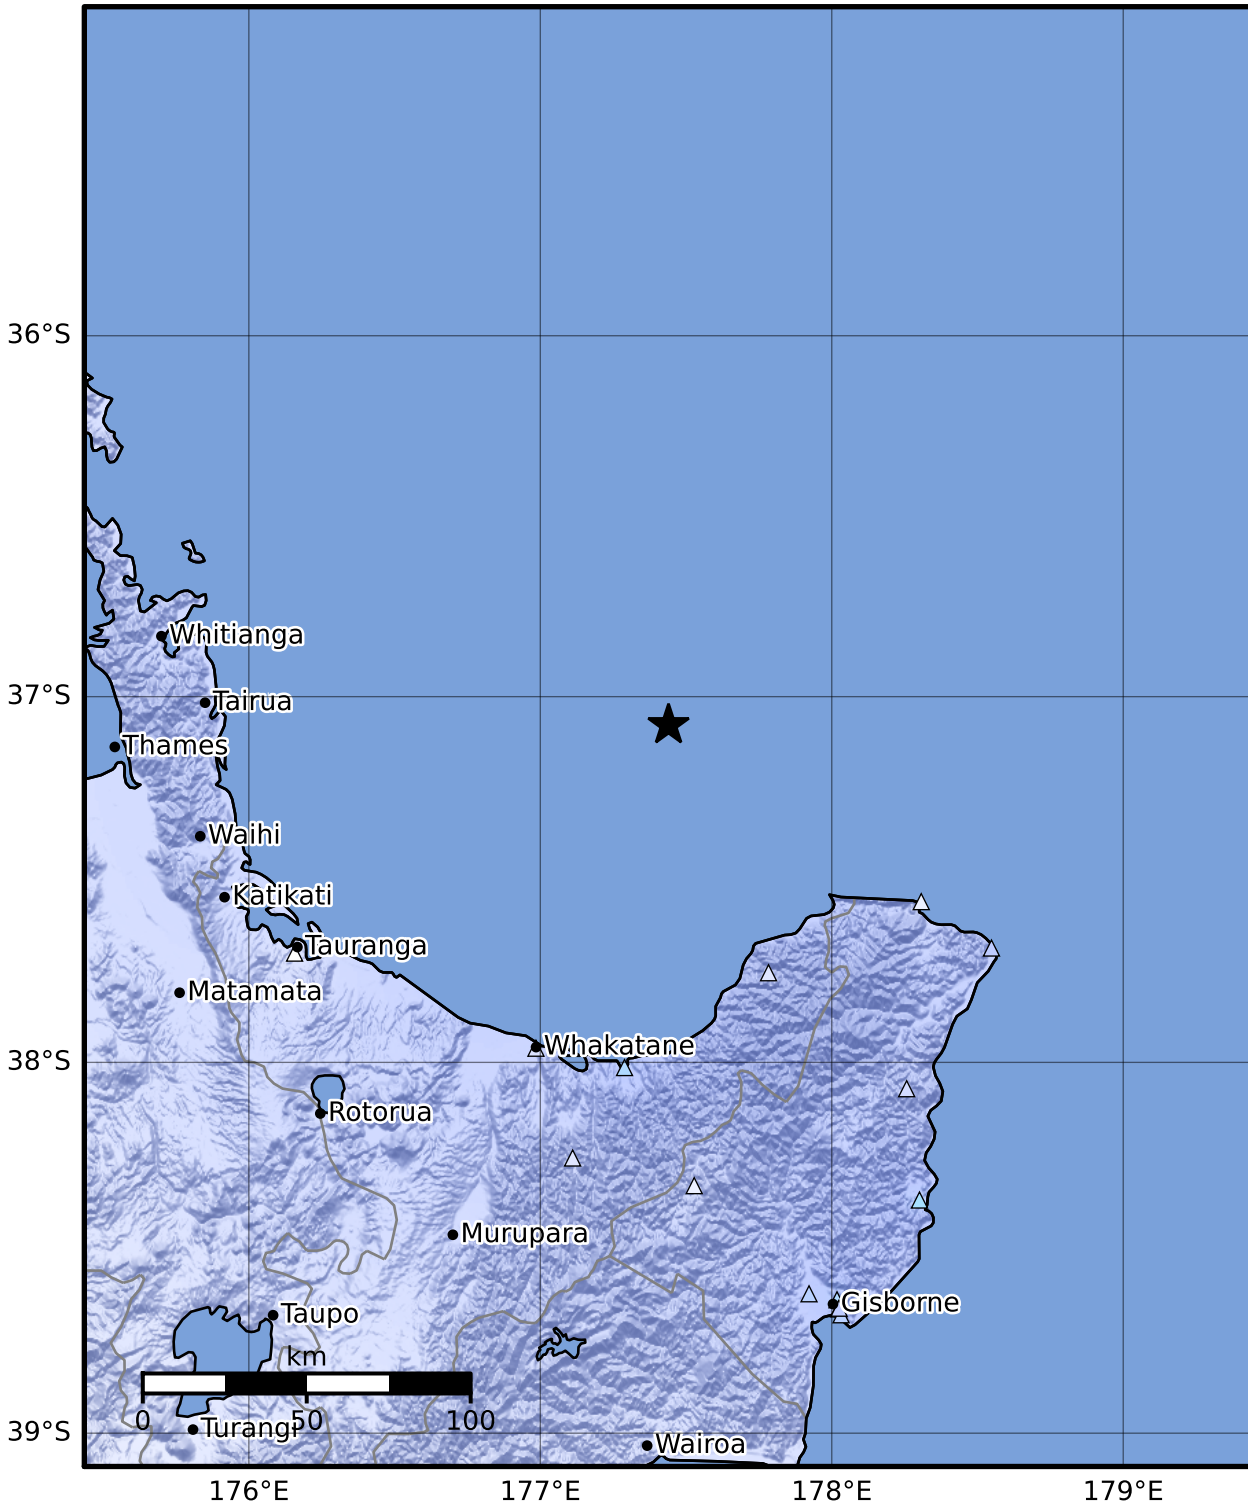 36°S
Whitianga
37°S
Tairua
Thames
Waihi
Katikati
Tauranga
Matamata
Whakatane
38°S
Rotorua
Murupara
Gisborne
Taupo
km
0 50 100
Turangi
39°S
Wairoa
176°E 177°E 178°E 179°E